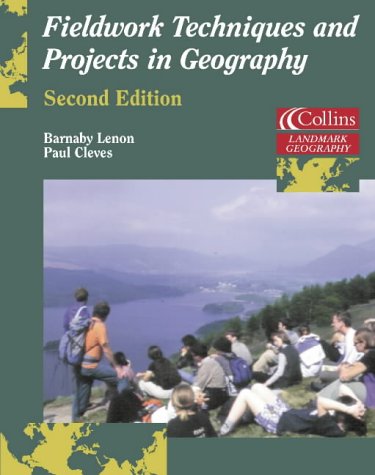 Fieldwork Techniques and
Projects in Geography
Second Edition
Barnaby Lenon
Paul Cleves
Collins
LANDMARK
GEOGRAPHY